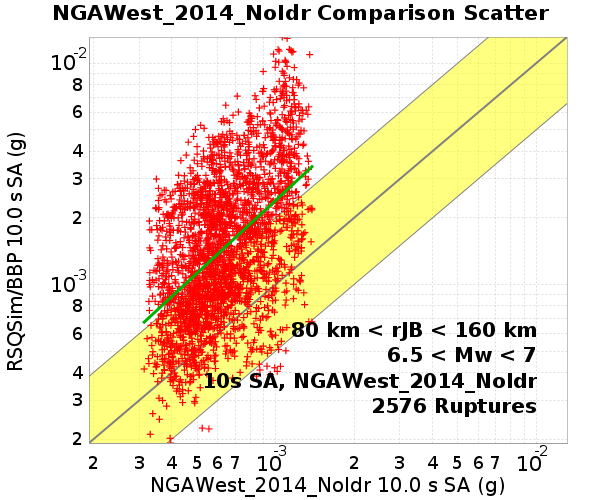 NGAWest_2014_NoIdr Comparison Scatter
RSQSim/BBP 10.0 s SA (g)
10-2
8
6
4
3
2
10-3
8
6
4
3
2
80 km < rJB < 160 km
6.5 < Mw < 7
10s SA, NGAWest_2014_NoIdr
2576 Ruptures
2 3 4 5 6 7 10-3 2 3 4 5 6 7 10-2
NGAWest_2014_NoIdr 10.0 s SA (g)